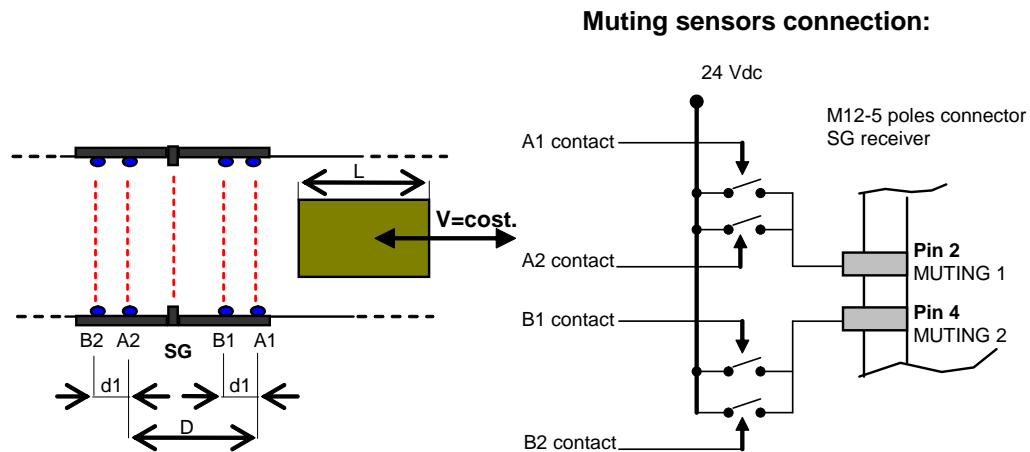 Muting sensors connection:
24 Vdc
M12-5 poles connector
SG receiver
A1 contact
L
V=cost.
A2 contact
Pin 2
MUTING 1
B1 contact
Pin 4
MUTING 2
B2 A2 SG B1 A1
d1 d1
D
B2 contact